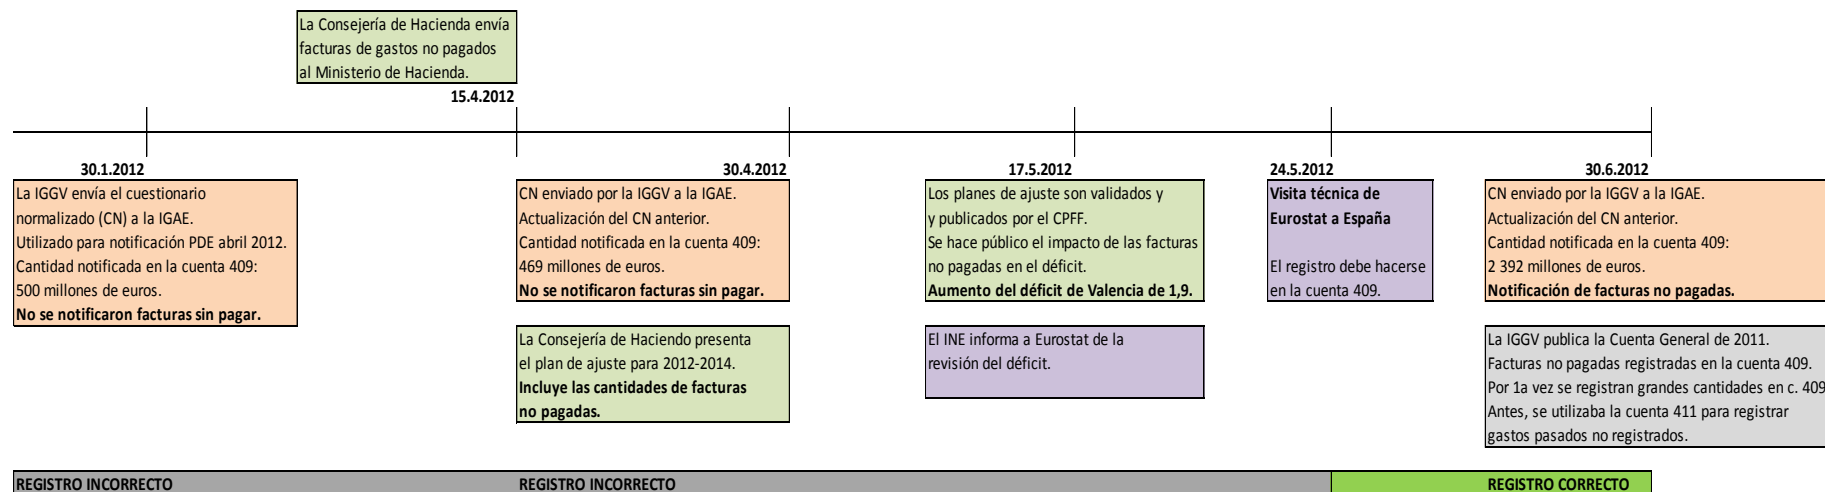 La Consejería de Hacienda envía
facturas de gastos no pagados
al Ministerio de Hacienda.
15.4.2012
30.1.2012
La IGGV envía el cuestionario
normalizado (CN) a la IGAE.
Utilizado para notificación PDE abril 2012.
Cantidad notificada en la cuenta 409:
500 millones de euros.
No se notificaron facturas sin pagar.
30.4.2012
CN enviado por la IGGV a la IGAE.
Actualización del CN anterior.
Cantidad notificada en la cuenta 409:
469 millones de euros.
No se notificaron facturas sin pagar.
La Consejería de Haciendo presenta
el plan de ajuste para 2012-2014.
Incluye las cantidades de facturas
no pagadas.
17.5.2012
Los planes de ajuste son validados y
y publicados por el CPFF.
Se hace público el impacto de las facturas
no pagadas en el déficit.
Aumento del déficit de Valencia de 1,9.
El INE informa a Eurostat de la
revisión del déficit.
24.5.2012
Visita técnica de
Eurostat a España
El registro debe hacerse
en la cuenta 409.
30.6.2012
CN enviado por la IGGV a la IGAE.
Actualización del CN anterior.
Cantidad notificada en la cuenta 409:
2 392 millones de euros.
Notificación de facturas no pagadas.
La IGGV publica la Cuenta General de 2011.
Facturas no pagadas registradas en la cuenta 409.
Por 1a vez se registran grandes cantidades en c. 409
Antes, se utilizaba la cuenta 411 para registrar
gastos pasados no registrados.
REGISTRO INCORRECTO
REGISTRO INCORRECTO
REGISTRO CORRECTO